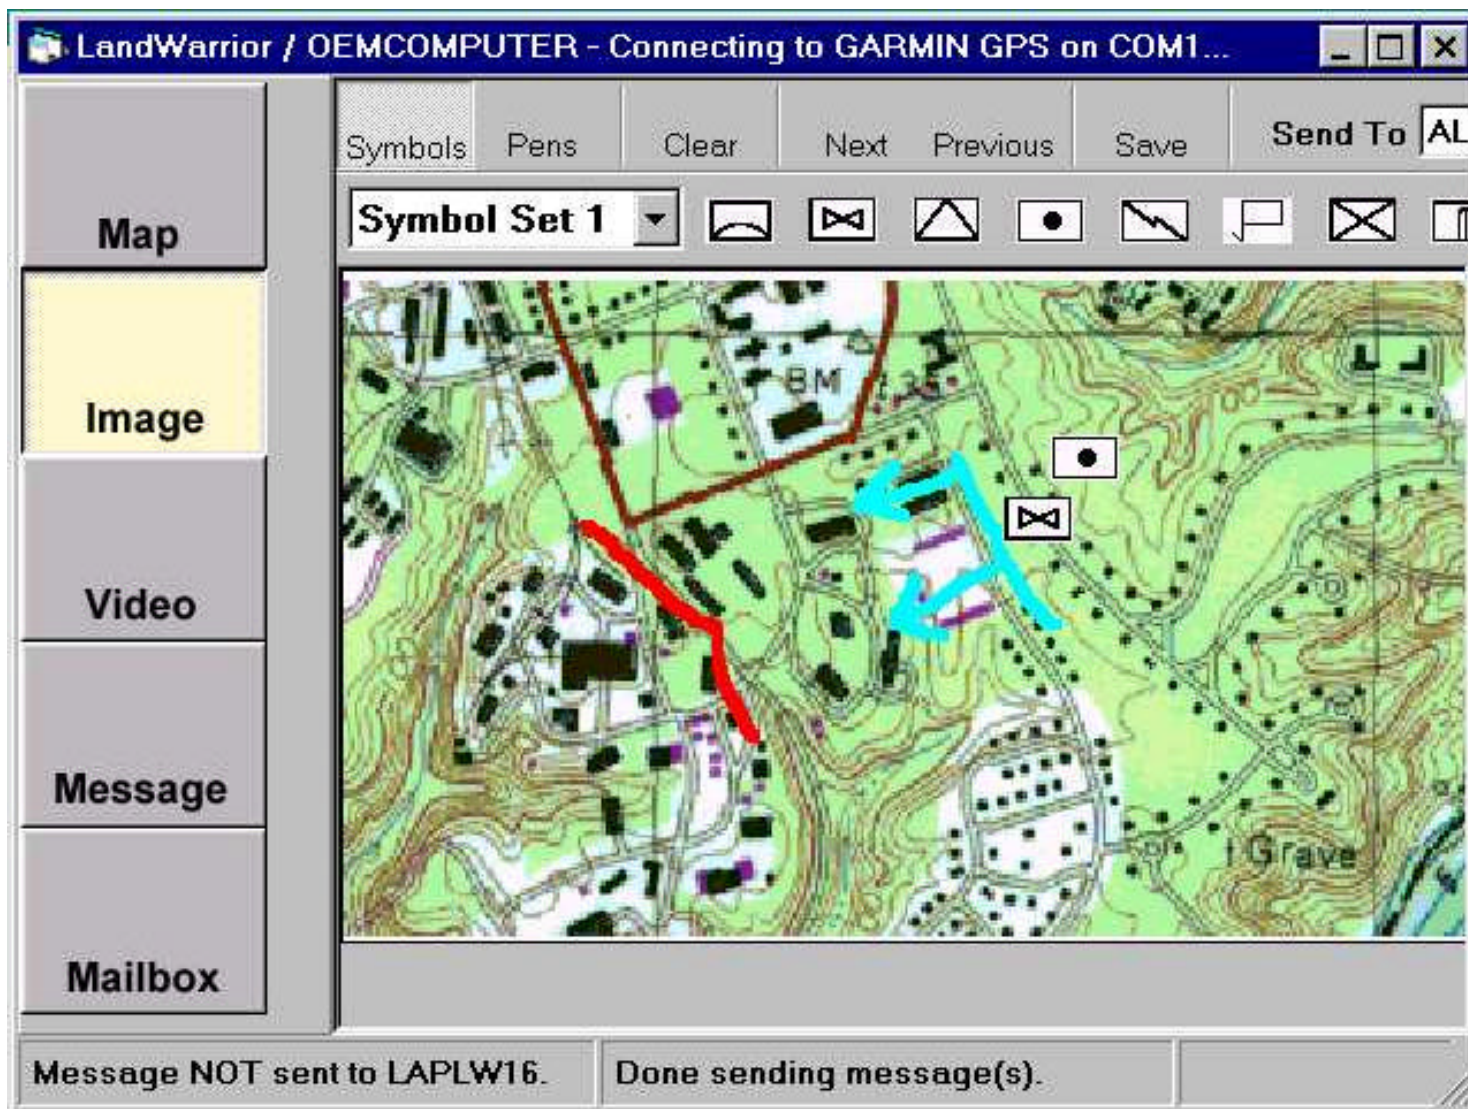 LandWarrior / OEMCOMPUTER - Connecting to GARMIN GPS on COM1...
Symbols Pens Clear Next Previous Save Send To AL
Symbol Set 1
Map
Image
Video
Message
Mailbox
BM
Grave
Message NOT sent to LAPLW16.
Done sending message(s).